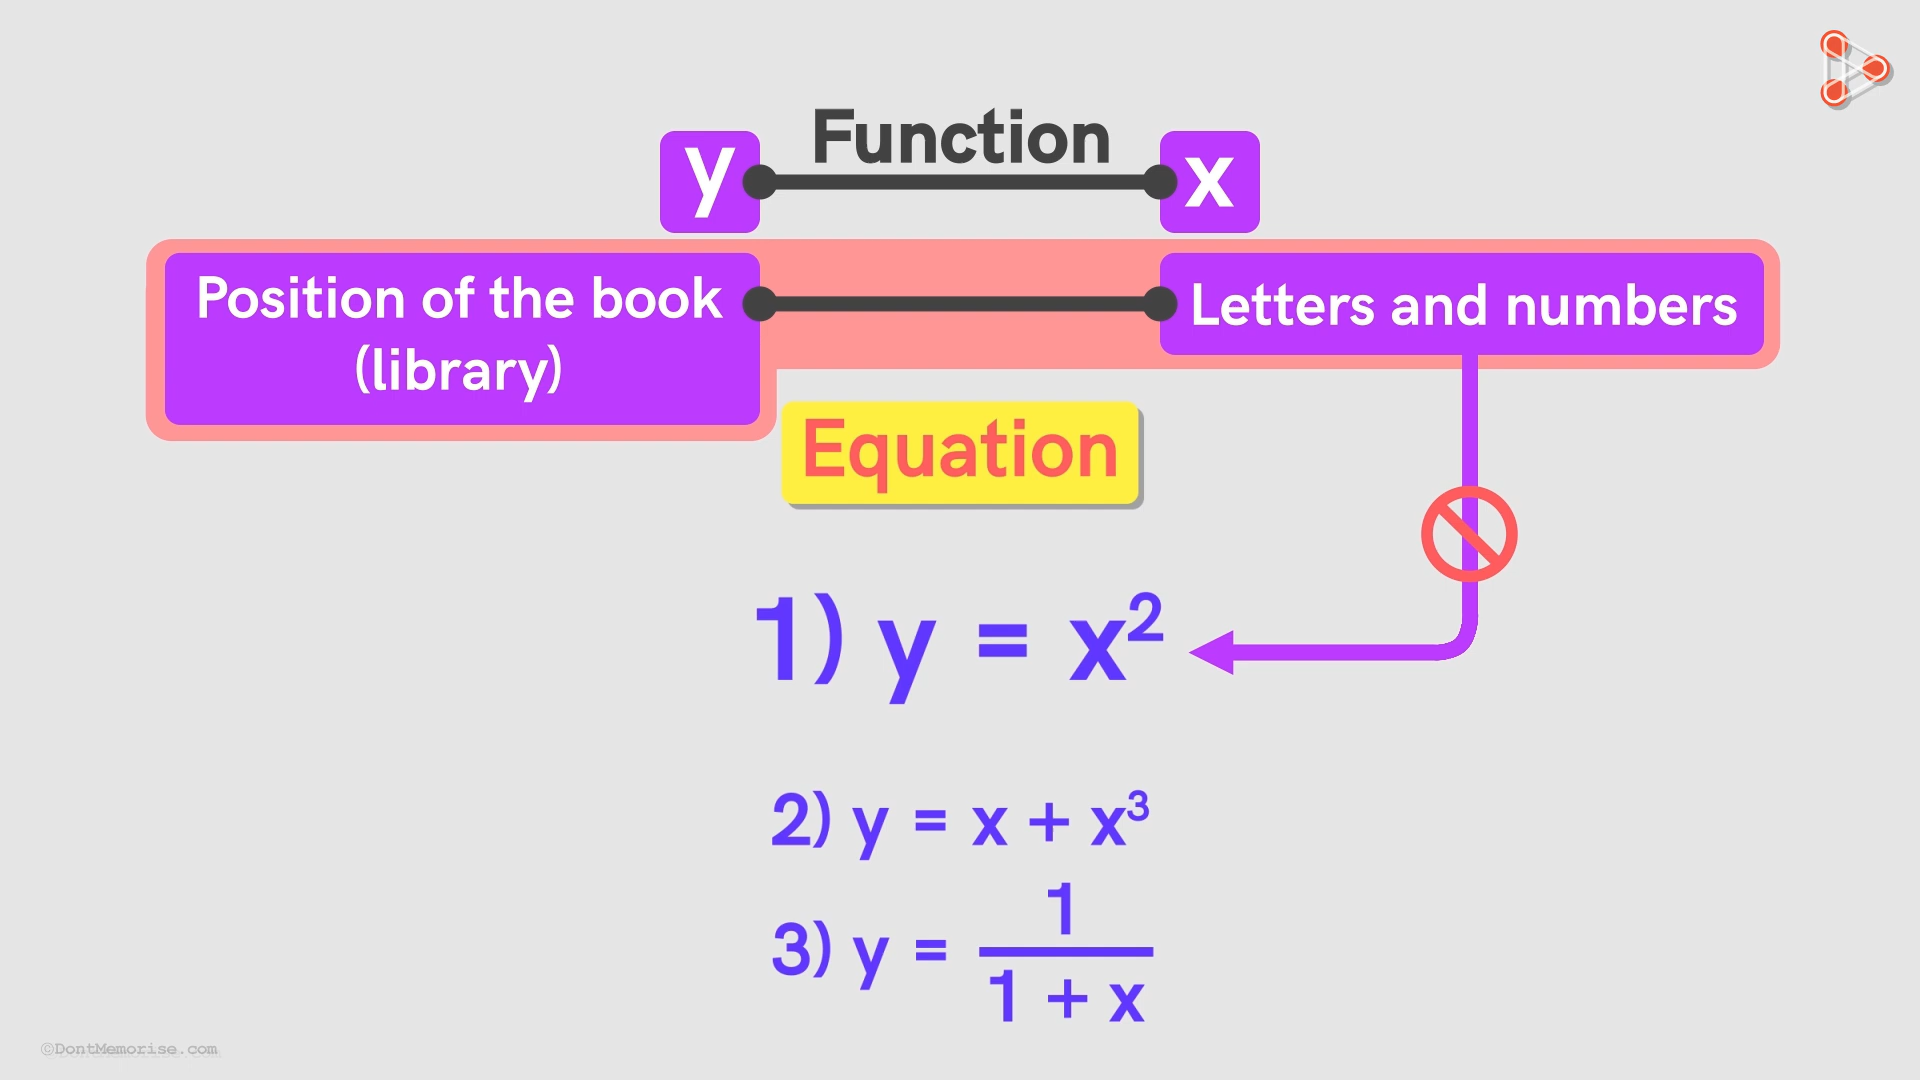 Function
y x
Position of the book
(library)
Letters and numbers
Equation
1) y = x²
2) y = x + x³
3) y = 1
1 + x
©DontMemorise.com